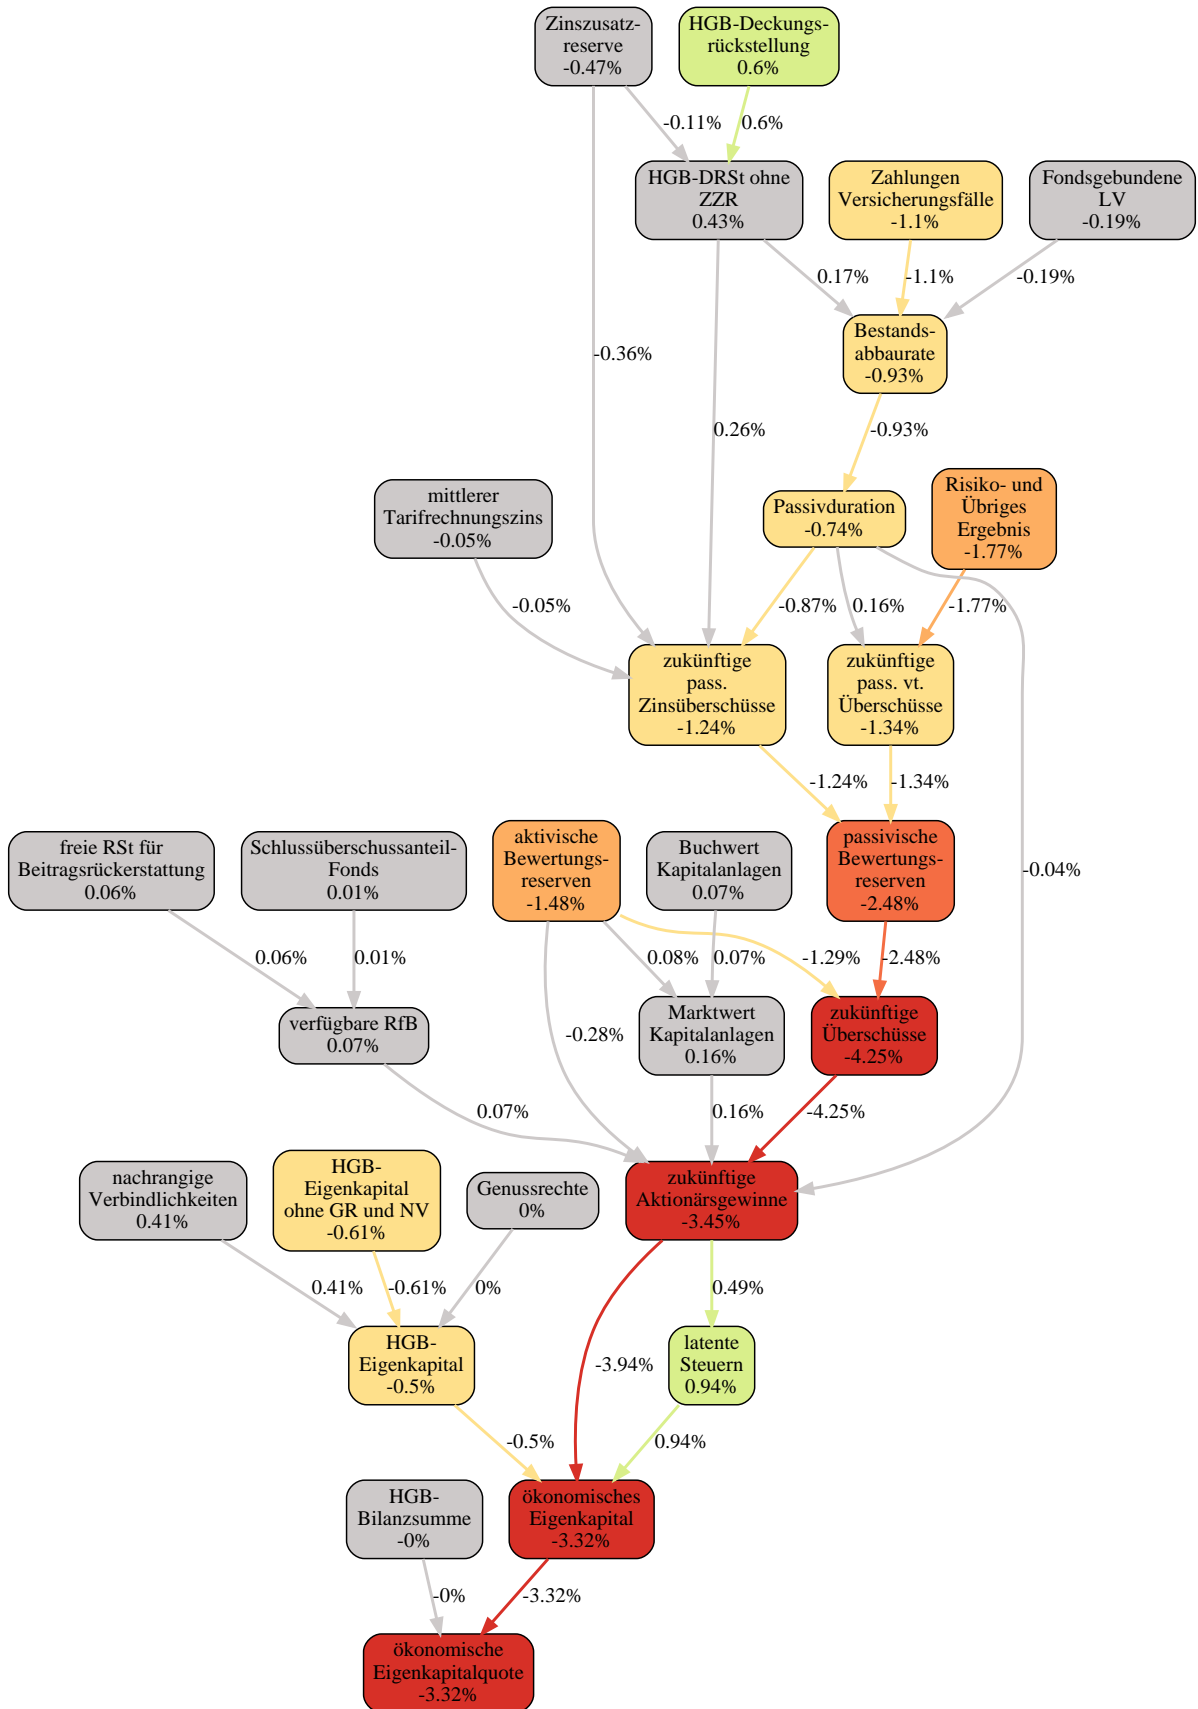 Zinszusatz-
reserve
-0.47%
HGB-Deckungs-
rückstellung
0.6%
-0.11%
0.6%
HGB-DRSt ohne
ZZR
0.43%
Zahlungen
Versicherungsfälle
-1.1%
Fondsgebundene
LV
-0.19%
0.17%
-1.1%
-0.19%
Bestands-
abbaurate
-0.93%
-0.36%
0.26%
-0.93%
mittlerer
Tarifrechnungszins
-0.05%
Passivduration
-0.74%
Risiko- und
Übriges
Ergebnis
-1.77%
-0.05%
-0.87%
0.16%
-1.77%
zukünftige
pass.
Zinsüberschüsse
-1.24%
zukünftige
pass. vt.
Überschüsse
-1.34%
-1.24%
-1.34%
freie RSt für
Beitragsrückerstattung
0.06%
Schlussüberschussanteil-
Fonds
0.01%
aktivische
Bewertungs-
reserven
-1.48%
Buchwert
Kapitalanlagen
0.07%
passivische
Bewertungs-
reserven
-2.48%
-0.04%
0.06%
0.01%
0.08%
0.07%
-1.29%
-2.48%
verfügbare RfB
0.07%
-0.28%
Marktwert
Kapitalanlagen
0.16%
zukünftige
Überschüsse
-4.25%
0.07%
0.16%
-4.25%
nachrangige
Verbindlichkeiten
0.41%
HGB-
Eigenkapital
ohne GR und NV
-0.61%
Genussrechte
0%
zukünftige
Aktionärsgewinne
-3.45%
0.41%
-0.61%
0%
0.49%
HGB-
Eigenkapital
-0.5%
-3.94%
latente
Steuern
0.94%
-0.5%
0.94%
HGB-
Bilanzsumme
-0%
ökonomisches
Eigenkapital
-3.32%
-0%
-3.32%
ökonomische
Eigenkapitalquote
-3.32%